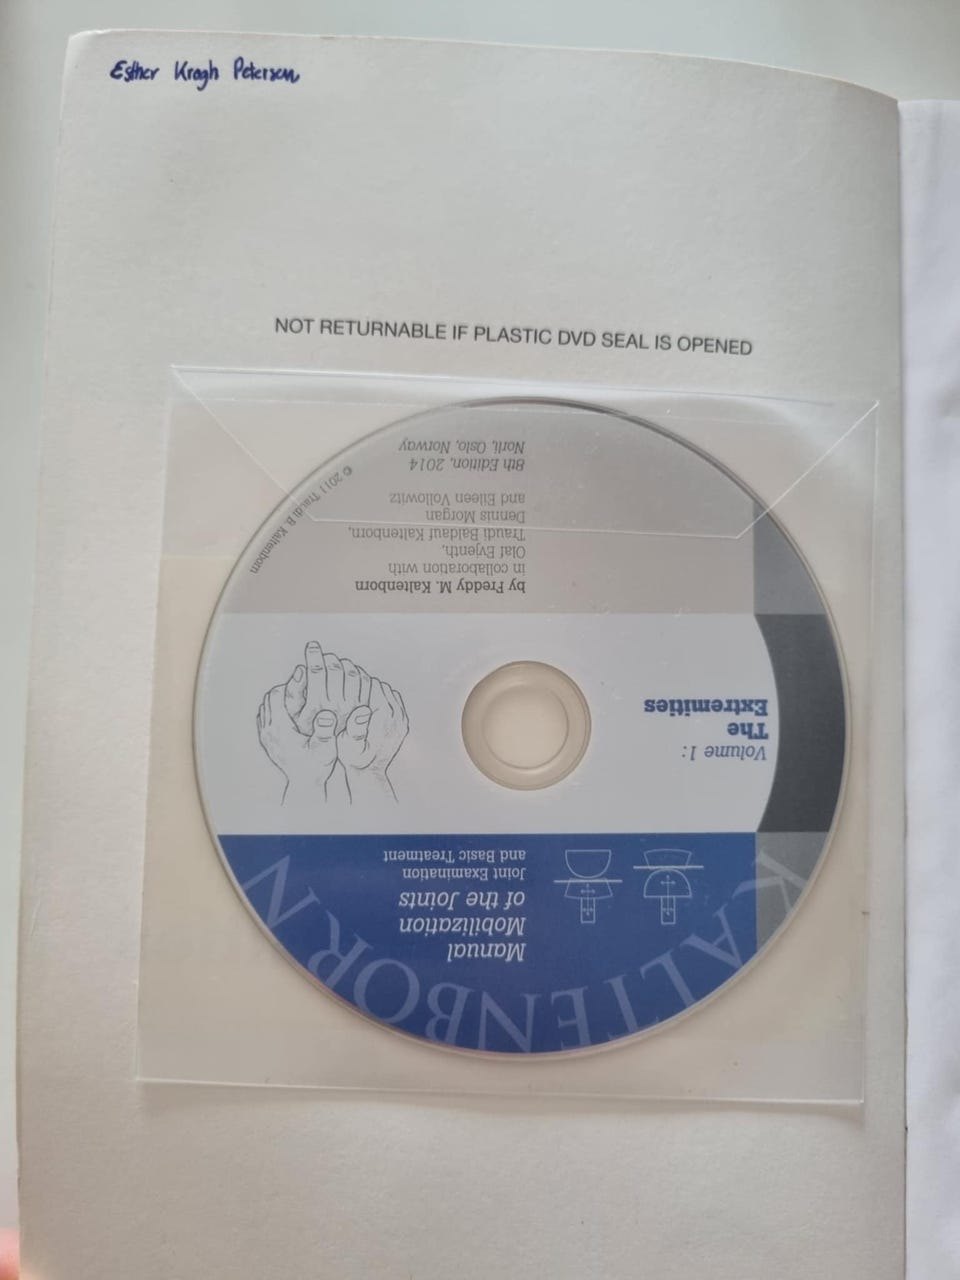 Esther Kragh Petersen
NOT RETURNABLE IF PLASTIC DVD SEAL IS OPENED
KALTENBORN
Manual
Mobilization
of the Joints
Joint Examination
and Basic Treatment
Volume 1:
The
Extremities
by Freddy M. Kaltenborn
in collaboration with
Olaf Evjenth,
Traudi Baldauf Kaltenborn,
Dennis Morgan
and Eileen Vollowitz
8th Edition, 2014
Norli, Oslo, Norway
© 2011 Traudi B. Kaltenborn